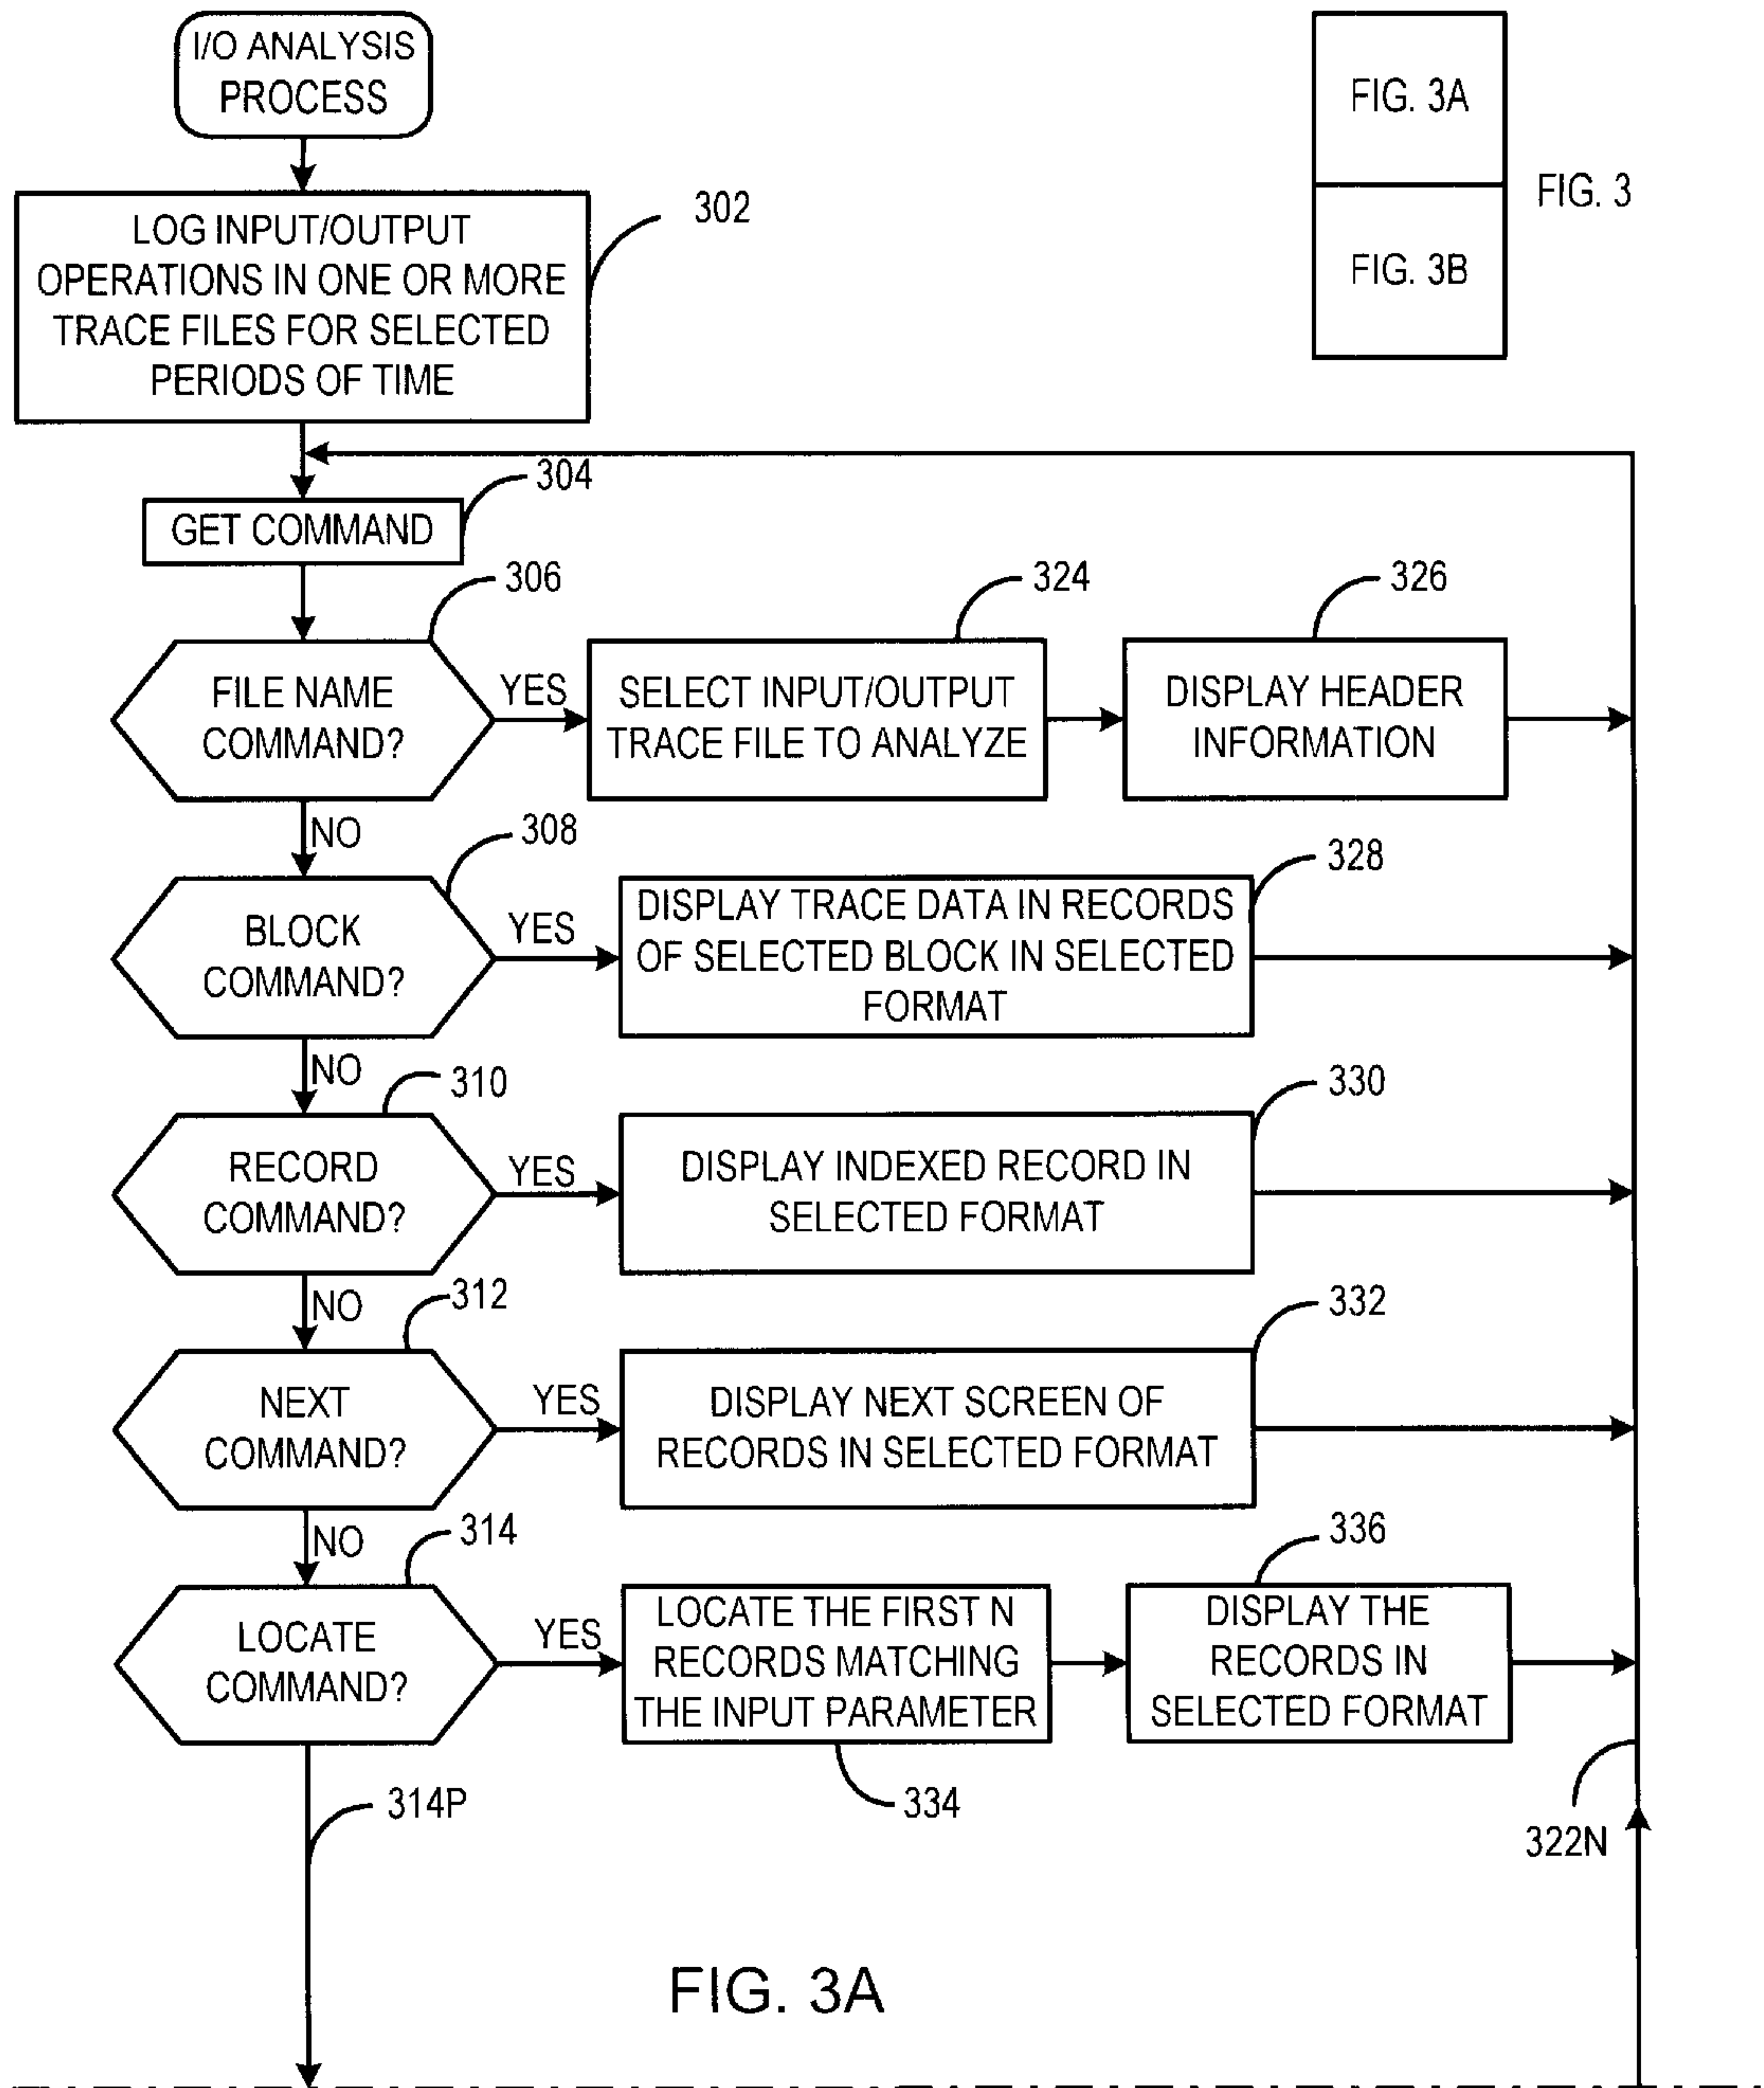 I/O ANALYSIS
PROCESS
FIG. 3A
FIG. 3B
FIG. 3
LOG INPUT/OUTPUT
OPERATIONS IN ONE OR MORE
TRACE FILES FOR SELECTED
PERIODS OF TIME
302
GET COMMAND
304
FILE NAME
COMMAND?
306
YES
SELECT INPUT/OUTPUT
TRACE FILE TO ANALYZE
324
DISPLAY HEADER
INFORMATION
326
NO
BLOCK
COMMAND?
308
YES
DISPLAY TRACE DATA IN RECORDS
OF SELECTED BLOCK IN SELECTED
FORMAT
328
NO
RECORD
COMMAND?
310
YES
DISPLAY INDEXED RECORD IN
SELECTED FORMAT
330
NO
NEXT
COMMAND?
312
YES
DISPLAY NEXT SCREEN OF
RECORDS IN SELECTED FORMAT
332
NO
LOCATE
COMMAND?
314
YES
LOCATE THE FIRST N
RECORDS MATCHING
THE INPUT PARAMETER
334
DISPLAY THE
RECORDS IN
SELECTED FORMAT
336
314P
322N
FIG. 3A